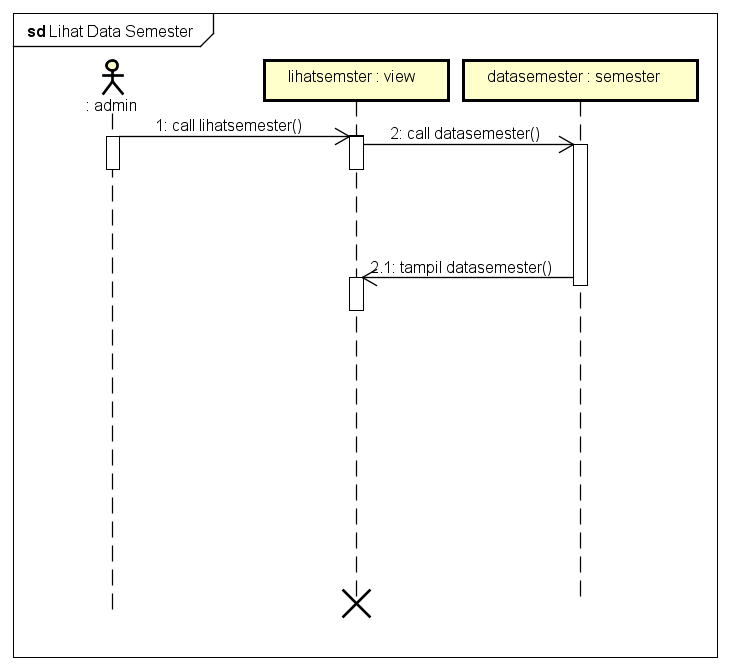 sd Lihat Data Semester
lihatsemster : view
datasemester : semester
: admin
1: call lihatsemester()
2: call datasemester()
2.1: tampil datasemester()